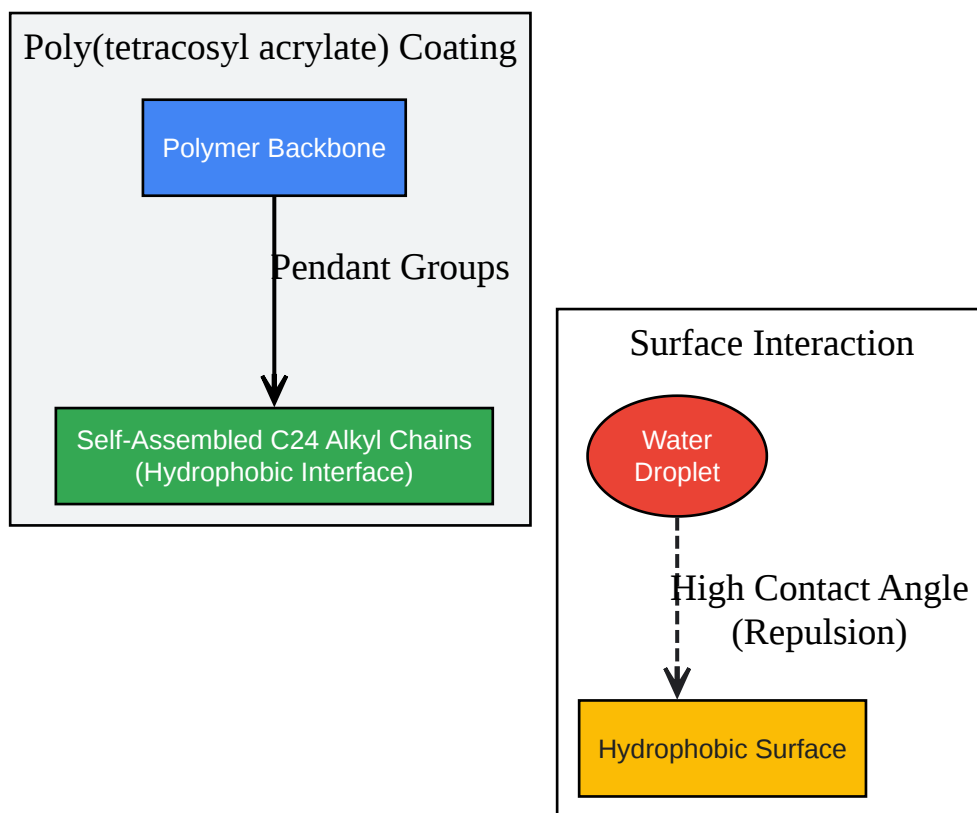 Poly(tetracosyl acrylate) Coating
Polymer Backbone
Pendant Groups
Self-Assembled C24 Alkyl Chains
(Hydrophobic Interface)
Surface Interaction
Water
Droplet
High Contact Angle
(Repulsion)
Hydrophobic Surface